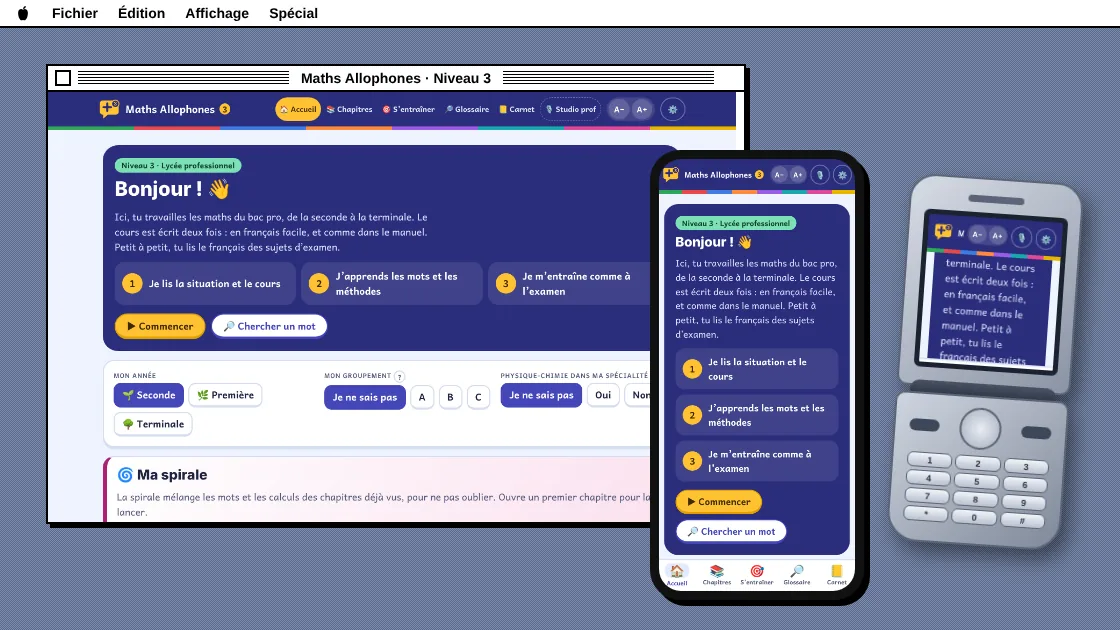 Fichier Édition Affichage Spécial
Maths Allophones · Niveau 3
Maths Allophones 3
🏠 Accueil 📚 Chapitres 🎯 S'entraîner 🔎 Glossaire 📒 Carnet 🎙️ Studio prof A− A+ ⚙️
Niveau 3 · Lycée professionnel
Bonjour ! 👋
Ici, tu travailles les maths du bac pro, de la seconde à la terminale. Le
cours est écrit deux fois : en français facile, et comme dans le manuel.
Petit à petit, tu lis le français des sujets d'examen.
1 Je lis la situation et le cours
2 J'apprends les mots et les
méthodes
3 Je m'entraîne comme à
l'examen
▶ Commencer
🔎 Chercher un mot
MON ANNÉE
🌱 Seconde
🌿 Première
🌳 Terminale
MON GROUPEMENT ?
Je ne sais pas A B C
PHYSIQUE-CHIMIE DANS MA SPÉCIALITÉ
Je ne sais pas Oui Non
🌀 Ma spirale
La spirale mélange les mots et les calculs des chapitres déjà vus, pour ne pas oublier. Ouvre un premier chapitre pour la
lancer.
Maths Allophones 3 A− A+
Niveau 3 · Lycée professionnel
Bonjour ! 👋
Ici, tu travailles les maths du bac pro,
de la seconde à la terminale. Le cours
est écrit deux fois : en français facile,
et comme dans le manuel. Petit à
petit, tu lis le français des sujets
d'examen.
1 Je lis la situation et le
cours
2 J'apprends les mots et les
méthodes
3 Je m'entraîne comme à
l'examen
▶ Commencer
🔎 Chercher un mot
Accueil Chapitres S'entraîner Glossaire Carnet
M A− A+
terminale. Le cours
est écrit deux fois :
en français facile,
et comme dans le
manuel. Petit à
petit, tu lis le
français des sujets
1 2 3
4 5 6
7 8 9
* 0 #